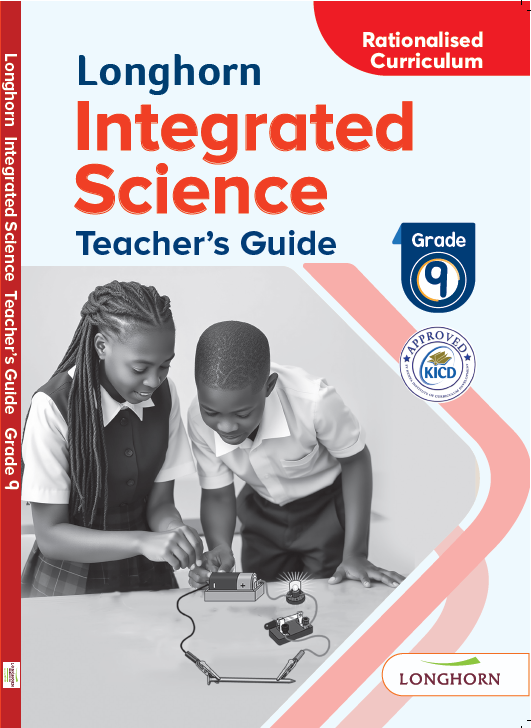 Rationalised
Curriculum
Longhorn
Integrated
Science
Teacher's Guide
Grade
9
APPROVED
KICD
LONGHORN
Longhorn Integrated Science Teacher's Guide Grade 9